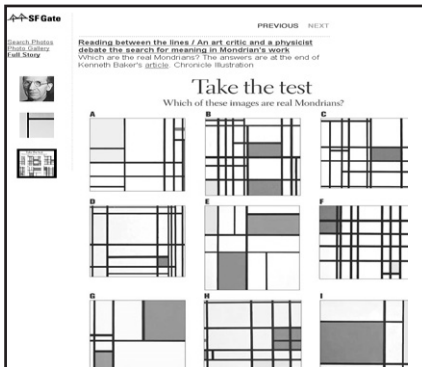 SF Gate
PREVIOUS NEXT
Search Photos
Photo Gallery
Full Story
Reading between the lines / An art critic and a physicist
debate the search for meaning in Mondrian's work
Which are the real Mondrians? The answers are at the end of
Kenneth Baker's article. Chronicle Illustration
Take the test
Which of these images are real Mondrians?
A
B
C
D
E
F
G
H
I